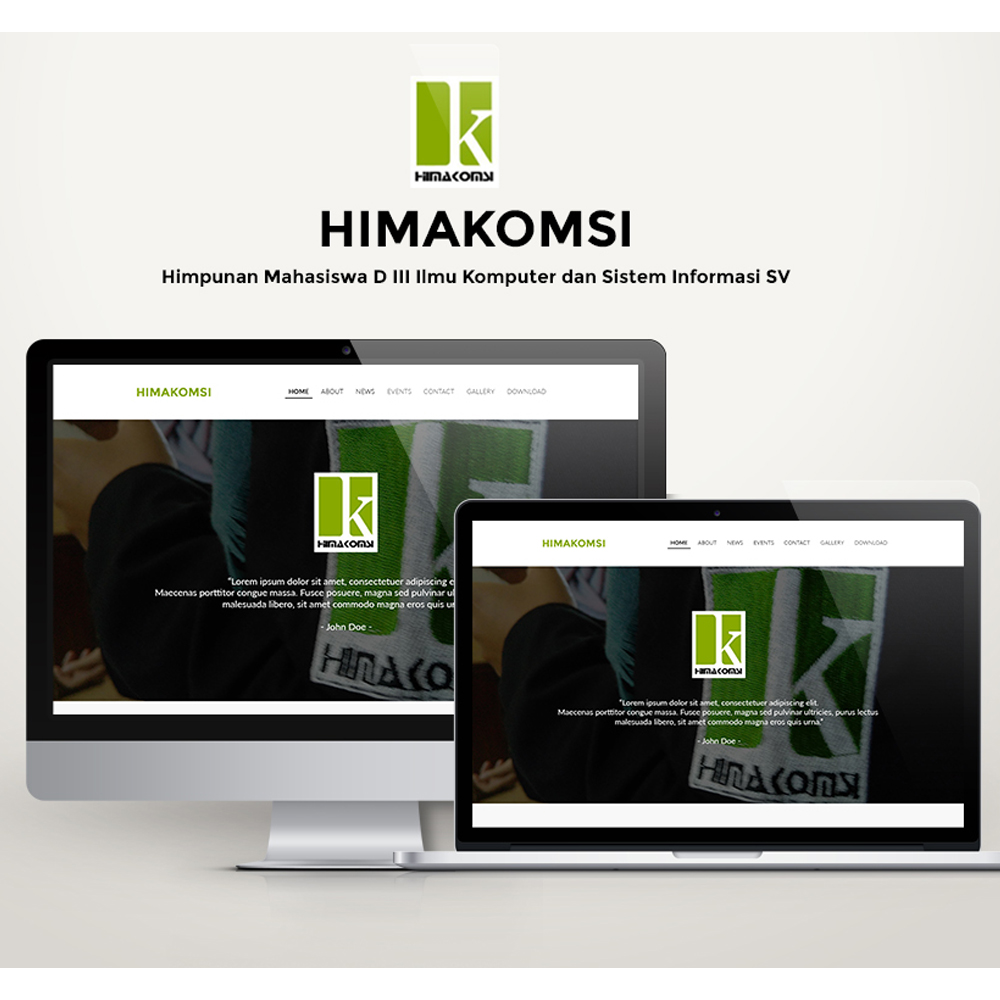 k
HIMAKOMSI
HIMAKOMSI
Himpunan Mahasiswa D III Ilmu Komputer dan Sistem Informasi SV
HIMAKOMSI HOME ABOUT NEWS EVENTS CONTACT GALLERY DOWNLOAD
k
HIMAKOMSI
“Lorem ipsum dolor sit amet, consectetuer adipiscing
Maecenas porttitor congue massa. Fusce posuere, magna sed pulvinar
malesuada libero, sit amet commodo magna eros quis
- John Doe -
k
HIMAKO
HIMAKOMSI HOME ABOUT NEWS EVENTS CONTACT GALLERY DOWNLOAD
k
HIMAKOMSI
“Lorem ipsum dolor sit amet, consectetuer adipiscing elit.
Maecenas porttitor congue massa. Fusce posuere, magna sed pulvinar ultricies, purus lectus
malesuada libero, sit amet commodo magna eros quis urna.”
- John Doe -
k
HIMAKOMSI